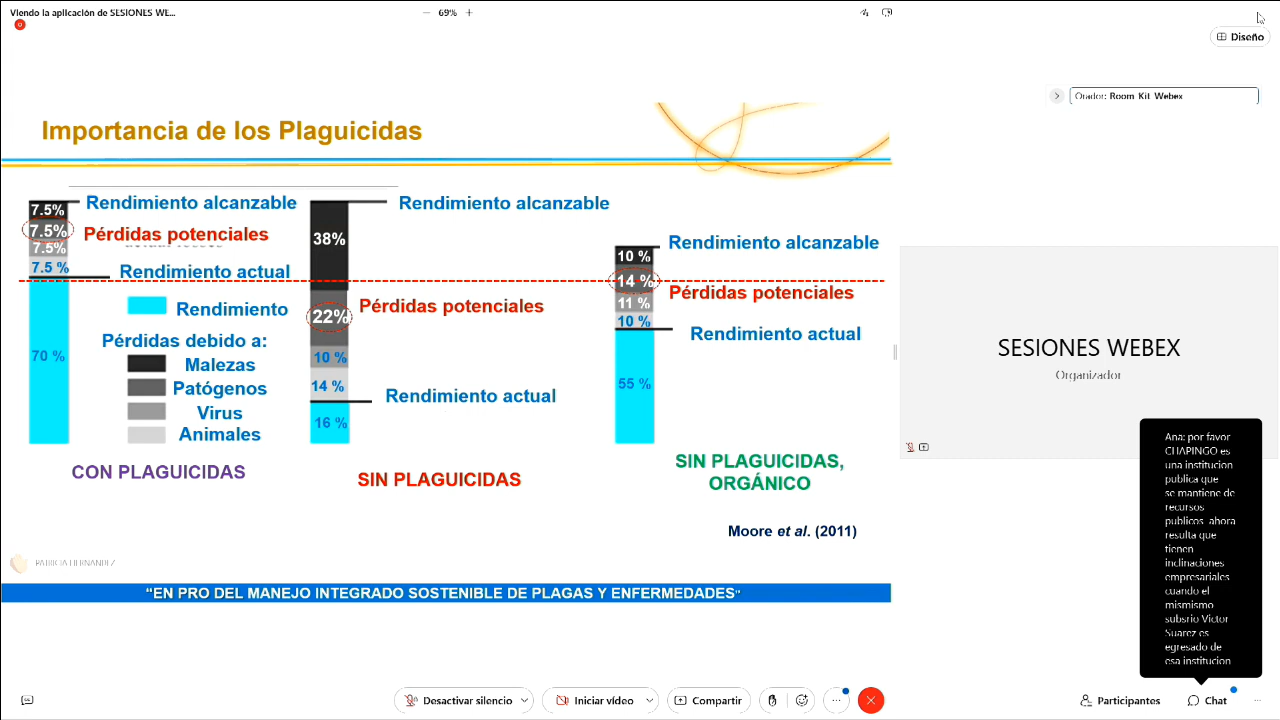 Viendo la aplicación de SESIONES WE...
69%
Diseño
Orador: Room Kit Webex
Importancia de los Plaguicidas
7.5%
Rendimiento alcanzable
7.5%
Pérdidas potenciales
7.5%
7.5 %
Rendimiento actual
Rendimiento
70 %
Pérdidas debido a:
Malezas
Patógenos
Virus
Animales
CON PLAGUICIDAS
Rendimiento alcanzable
38%
22%
Pérdidas potenciales
10 %
14 %
Rendimiento actual
16 %
SIN PLAGUICIDAS
Rendimiento alcanzable
10 %
14 %
Pérdidas potenciales
11 %
10 %
Rendimiento actual
55 %
SIN PLAGUICIDAS,
ORGÁNICO
Moore et al. (2011)
PATRICIA HERNANDEZ
“EN PRO DEL MANEJO INTEGRADO SOSTENIBLE DE PLAGAS Y ENFERMEDADES”
SESIONES WEBEX
Organizador
Ana: por favor
CHAPINGO es
una institucion
publica que
se mantiene de
recursos
publicos ahora
resulta que
tienen
inclinaciones
empresariales
cuando el
mismismo
subsrio Victor
Suarez es
egresado de
esa institucion
Desactivar silencio
Iniciar vídeo
Compartir
Participantes
Chat